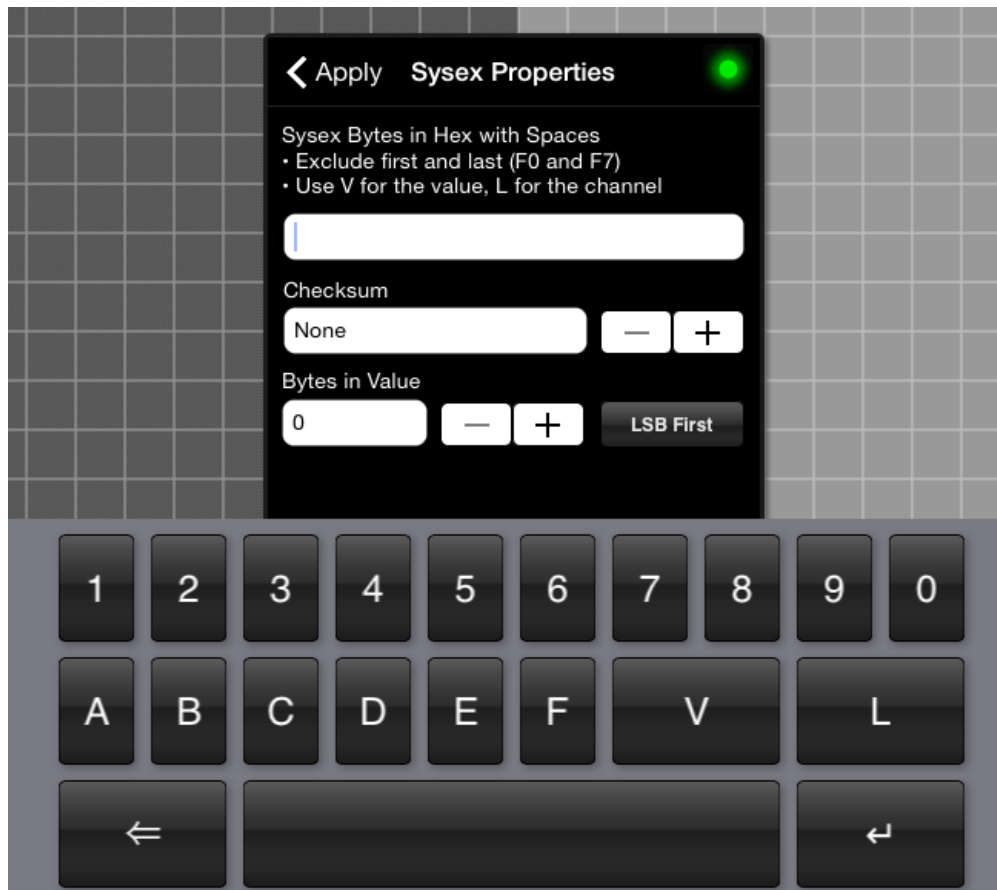 Apply Sysex Properties
Sysex Bytes in Hex with Spaces
• Exclude first and last (F0 and F7)
• Use V for the value, L for the channel
Checksum
None − +
Bytes in Value
0 − + LSB First
1 2 3 4 5 6 7 8 9 0
A B C D E F V L
⇐ ↵